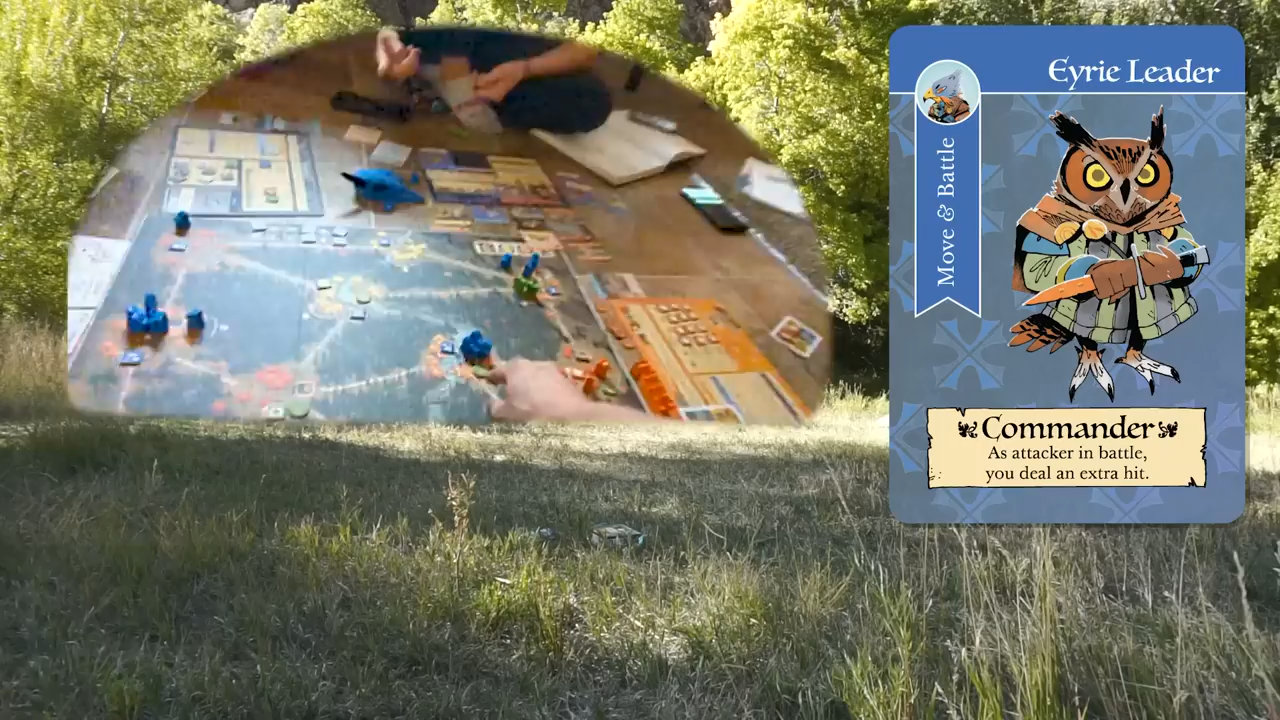 Eyrie Leader
Move & Battle
Commander
As attacker in battle,
you deal an extra hit.